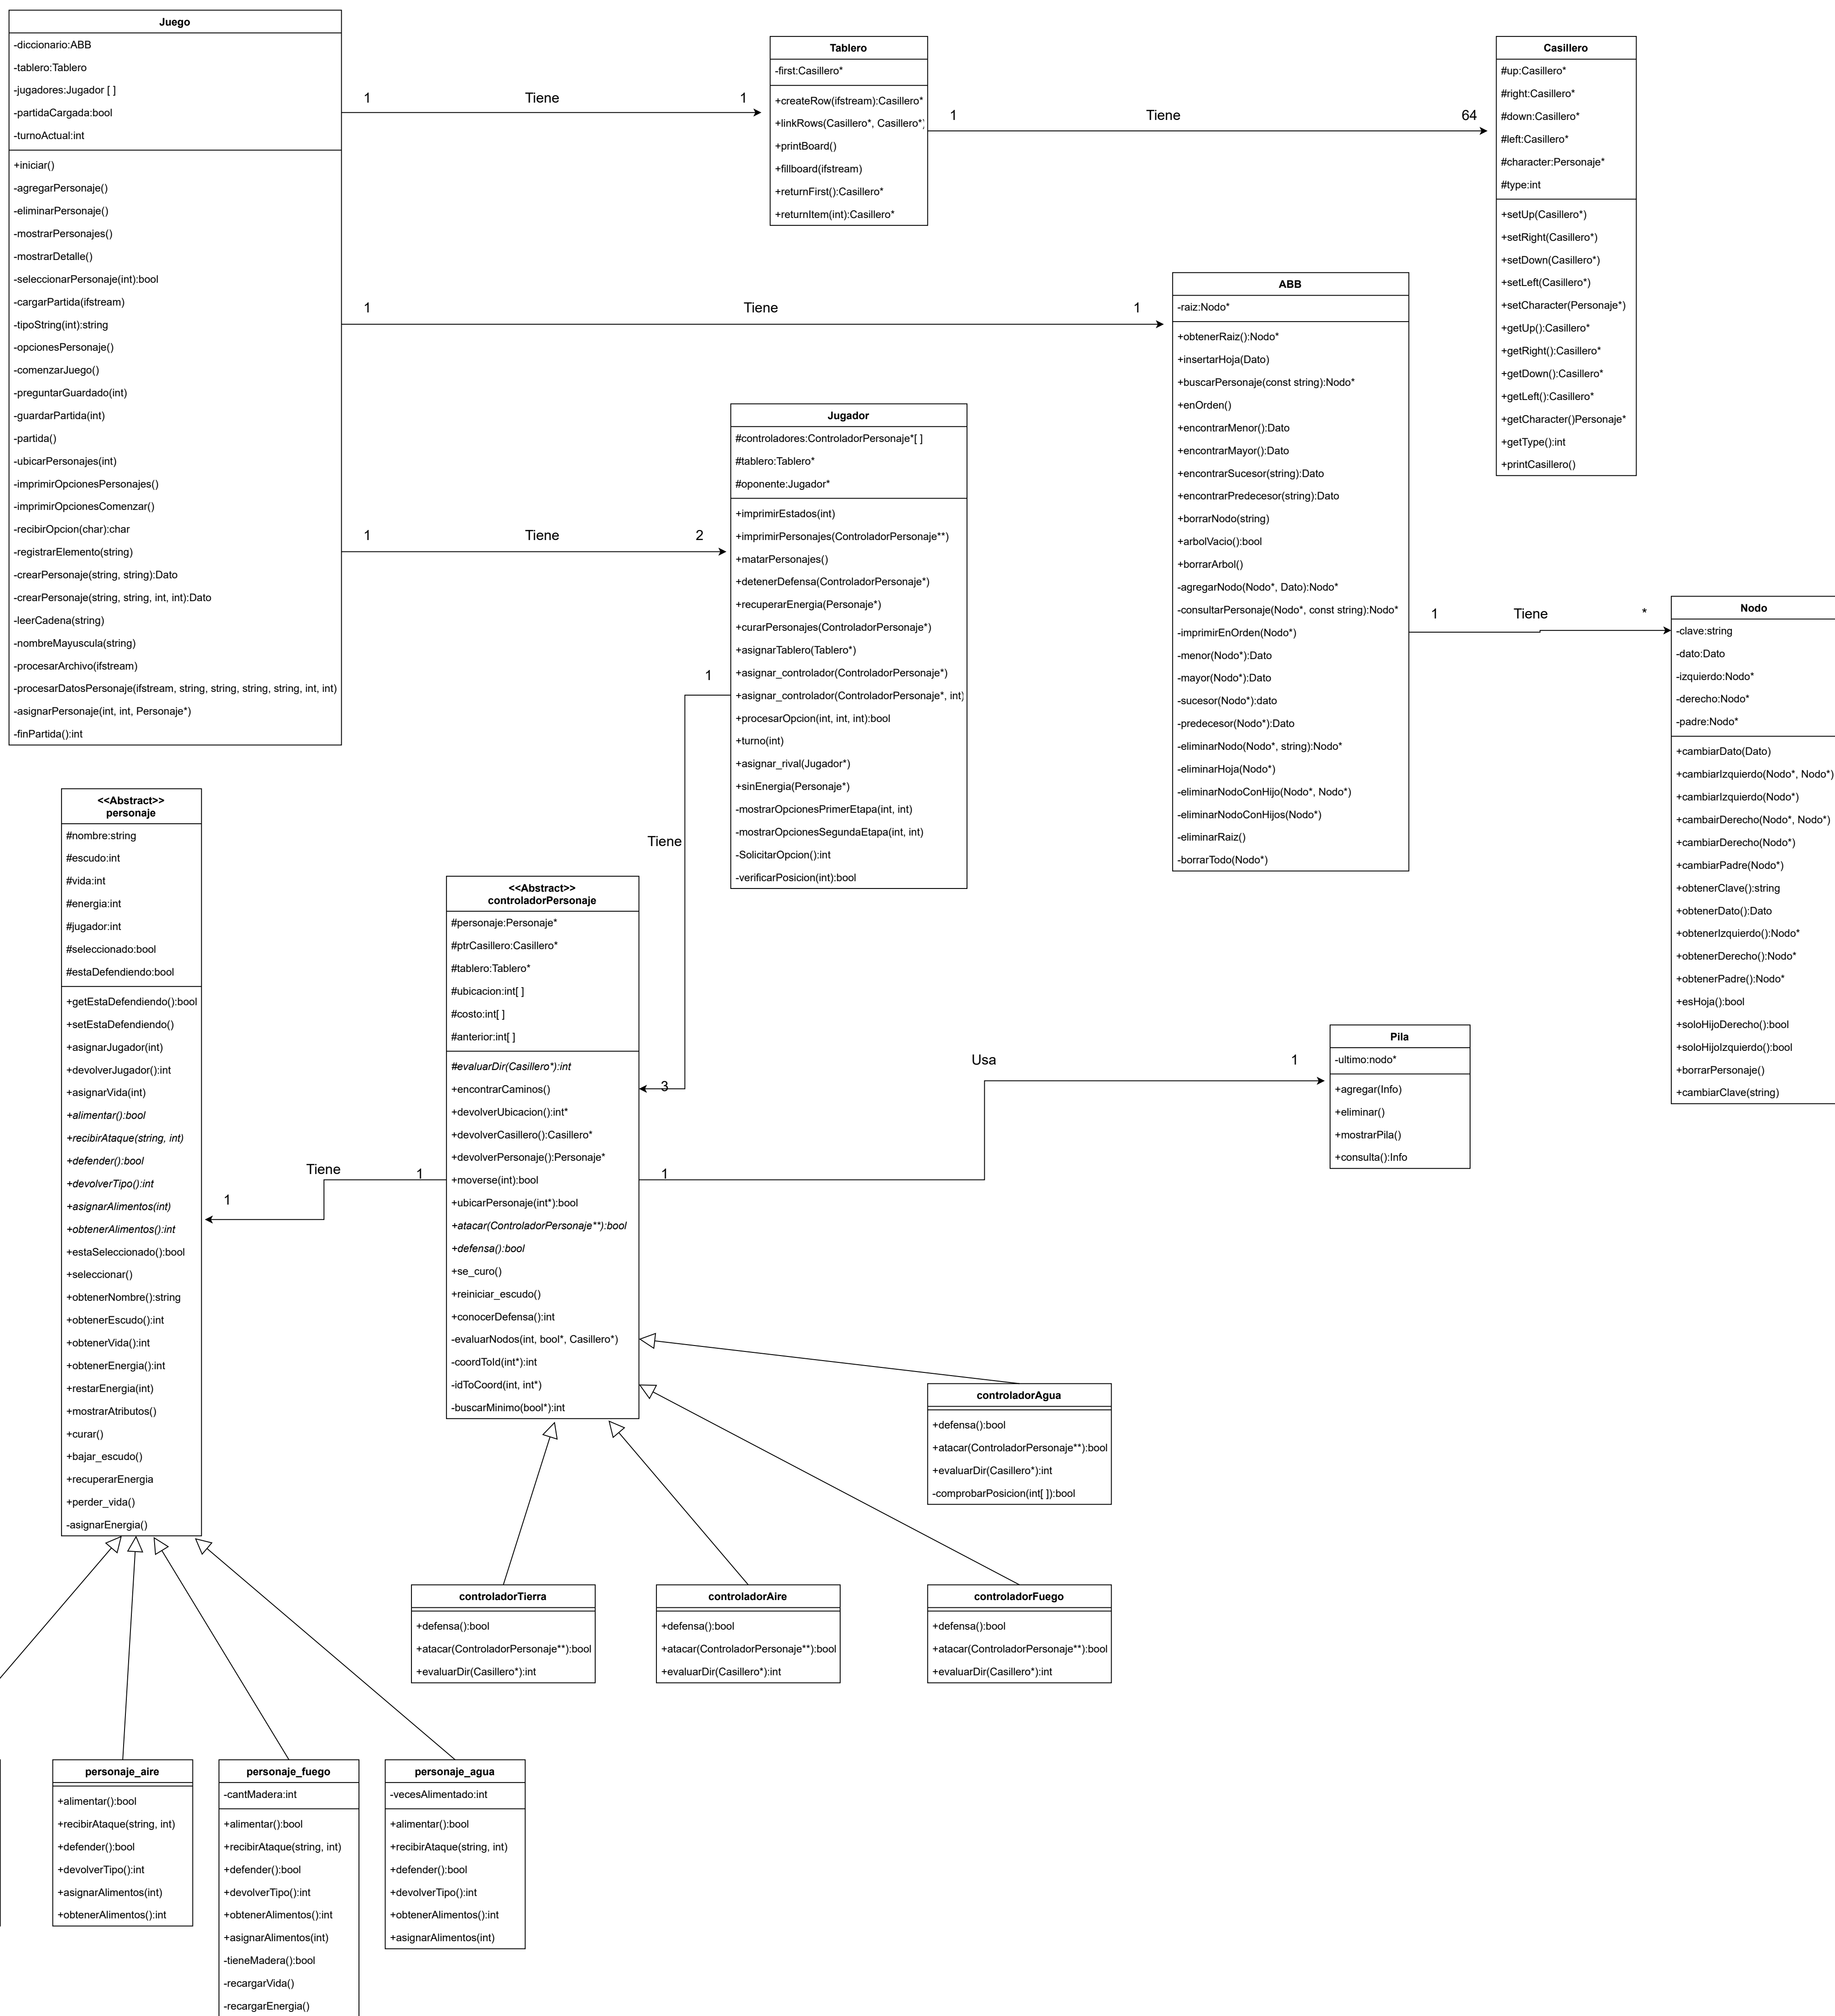 Juego
-diccionario:ABB
-tablero:Tablero
-jugadores:Jugador [ ]
-partidaCargada:bool
-turnoActual:int
+iniciar()
-agregarPersonaje()
-eliminarPersonaje()
-mostrarPersonajes()
-mostrarDetalle()
-seleccionarPersonaje(int):bool
-cargarPartida(ifstream)
-tipoString(int):string
-opcionesPersonaje()
-comenzarJuego()
-preguntarGuardado(int)
-guardarPartida(int)
-partida()
-ubicarPersonajes(int)
-imprimirOpcionesPersonajes()
-imprimirOpcionesComenzar()
-recibirOpcion(char):char
-registrarElemento(string)
-crearPersonaje(string, string):Dato
-crearPersonaje(string, string, int, int):Dato
-leerCadena(string)
-nombreMayuscula(string)
-procesarArchivo(ifstream)
-procesarDatosPersonaje(ifstream, string, string, string, string, int, int)
-asignarPersonaje(int, int, Personaje*)
-finPartida():int
1
Tiene
1
Tablero
-first:Casillero*
+createRow(ifstream):Casillero*
+linkRows(Casillero*, Casillero*)
+printBoard()
+fillboard(ifstream)
+returnFirst():Casillero*
+returnItem(int):Casillero*
1
Tiene
64
Casillero
#up:Casillero*
#right:Casillero*
#down:Casillero*
#left:Casillero*
#character:Personaje*
#type:int
+setUp(Casillero*)
+setRight(Casillero*)
+setDown(Casillero*)
+setLeft(Casillero*)
+setCharacter(Personaje*)
+getUp():Casillero*
+getRight():Casillero*
+getDown():Casillero*
+getLeft():Casillero*
+getCharacter()Personaje*
+getType():int
+printCasillero()
1
Tiene
1
ABB
-raiz:Nodo*
+obtenerRaiz():Nodo*
+insertarHoja(Dato)
+buscarPersonaje(const string):Nodo*
+enOrden()
+encontrarMenor():Dato
+encontrarMayor():Dato
+encontrarSucesor(string):Dato
+encontrarPredecesor(string):Dato
+borrarNodo(string)
+arbolVacio():bool
+borrarArbol()
-agregarNodo(Nodo*, Dato):Nodo*
-consultarPersonaje(Nodo*, const string):Nodo*
-imprimirEnOrden(Nodo*)
-menor(Nodo*):Dato
-mayor(Nodo*):Dato
-sucesor(Nodo*):dato
-predecesor(Nodo*):Dato
-eliminarNodo(Nodo*, string):Nodo*
-eliminarHoja(Nodo*)
-eliminarNodoConHijo(Nodo*, Nodo*)
-eliminarNodoConHijos(Nodo*)
-eliminarRaiz()
-borrarTodo(Nodo*)
1
Tiene
*
Nodo
-clave:string
-dato:Dato
-izquierdo:Nodo*
-derecho:Nodo*
-padre:Nodo*
+cambiarDato(Dato)
+cambiarIzquierdo(Nodo*, Nodo*)
+cambiarIzquierdo(Nodo*)
+cambairDerecho(Nodo*, Nodo*)
+cambiarDerecho(Nodo*)
+cambiarPadre(Nodo*)
+obtenerClave():string
+obtenerDato():Dato
+obtenerIzquierdo():Nodo*
+obtenerDerecho():Nodo*
+obtenerPadre():Nodo*
+esHoja():bool
+soloHijoDerecho():bool
+soloHijoIzquierdo():bool
+borrarPersonaje()
+cambiarClave(string)
1
Tiene
2
Jugador
#controladores:ControladorPersonaje*[ ]
#tablero:Tablero*
#oponente:Jugador*
+imprimirEstados(int)
+imprimirPersonajes(ControladorPersonaje**)
+matarPersonajes()
+detenerDefensa(ControladorPersonaje*)
+recuperarEnergia(Personaje*)
+curarPersonajes(ControladorPersonaje*)
+asignarTablero(Tablero*)
+asignar_controlador(ControladorPersonaje*)
+asignar_controlador(ControladorPersonaje*, int)
+procesarOpcion(int, int, int):bool
+turno(int)
+asignar_rival(Jugador*)
+sinEnergia(Personaje*)
-mostrarOpcionesPrimerEtapa(int, int)
-mostrarOpcionesSegundaEtapa(int, int)
-SolicitarOpcion():int
-verificarPosicion(int):bool
1
Tiene
3
<<Abstract>>
personaje
#nombre:string
#escudo:int
#vida:int
#energia:int
#jugador:int
#seleccionado:bool
#estaDefendiendo:bool
+getEstaDefendiendo():bool
+setEstaDefendiendo()
+asignarJugador(int)
+devolverJugador():int
+asignarVida(int)
+alimentar():bool
+recibirAtaque(string, int)
+defender():bool
+devolverTipo():int
+asignarAlimentos(int)
+obtenerAlimentos():int
+estaSeleccionado():bool
+seleccionar()
+obtenerNombre():string
+obtenerEscudo():int
+obtenerVida():int
+obtenerEnergia():int
+restarEnergia(int)
+mostrarAtributos()
+curar()
+bajar_escudo()
+recuperarEnergia
+perder_vida()
-asignarEnergia()
1
Tiene
1
<<Abstract>>
controladorPersonaje
#personaje:Personaje*
#ptrCasillero:Casillero*
#tablero:Tablero*
#ubicacion:int[ ]
#costo:int[ ]
#anterior:int[ ]
#evaluarDir(Casillero*):int
+encontrarCaminos()
+devolverUbicacion():int*
+devolverCasillero():Casillero*
+devolverPersonaje():Personaje*
+moverse(int):bool
+ubicarPersonaje(int*):bool
+atacar(ControladorPersonaje**):bool
+defensa():bool
+se_curo()
+reiniciar_escudo()
+conocerDefensa():int
-evaluarNodos(int, bool*, Casillero*)
-coordToId(int*):int
-idToCoord(int, int*)
-buscarMinimo(bool*):int
1
Usa
1
Pila
-ultimo:nodo*
+agregar(Info)
+eliminar()
+mostrarPila()
+consulta():Info
controladorAgua
+defensa():bool
+atacar(ControladorPersonaje**):bool
+evaluarDir(Casillero*):int
-comprobarPosicion(int[ ]):bool
controladorTierra
+defensa():bool
+atacar(ControladorPersonaje**):bool
+evaluarDir(Casillero*):int
controladorAire
+defensa():bool
+atacar(ControladorPersonaje**):bool
+evaluarDir(Casillero*):int
controladorFuego
+defensa():bool
+atacar(ControladorPersonaje**):bool
+evaluarDir(Casillero*):int
personaje_aire
+alimentar():bool
+recibirAtaque(string, int)
+defender():bool
+devolverTipo():int
+asignarAlimentos(int)
+obtenerAlimentos():int
personaje_fuego
-cantMadera:int
+alimentar():bool
+recibirAtaque(string, int)
+defender():bool
+devolverTipo():int
+obtenerAlimentos():int
+asignarAlimentos(int)
-tieneMadera():bool
-recargarVida()
-recargarEnergia()
personaje_agua
-vecesAlimentado:int
+alimentar():bool
+recibirAtaque(string, int)
+defender():bool
+devolverTipo():int
+obtenerAlimentos():int
+asignarAlimentos(int)